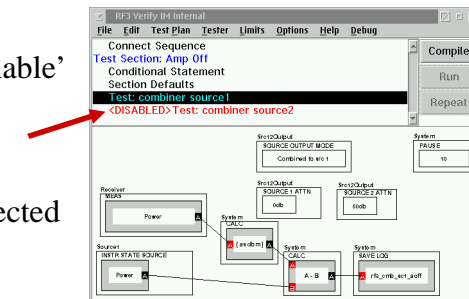 nable’
ected
RF3 Verify IM Internal
File Edit Test Plan Tester Limits Options Help Debug
Connect Sequence
Test Section: Amp Off
Conditional Statement
Section Defaults
Test: combiner source1
<DISABLED>Test: combiner source2
Compile
Run
Repeat
Src12Output
SOURCE OUTPUT MODE
Combined to src 1
System
PAUSE
10
Src12Output
SOURCE 1 ATTN
0db
Src12Output
SOURCE 2 ATTN
60db
Receiver
MEAS
Power
A
System
CALC
A
A
Source1
INSTR STATE SOURCE
Power
A
System
CALC
A
A - B
A
B
System
SAVE LOG
A
rf3_cmb_src1_aoff